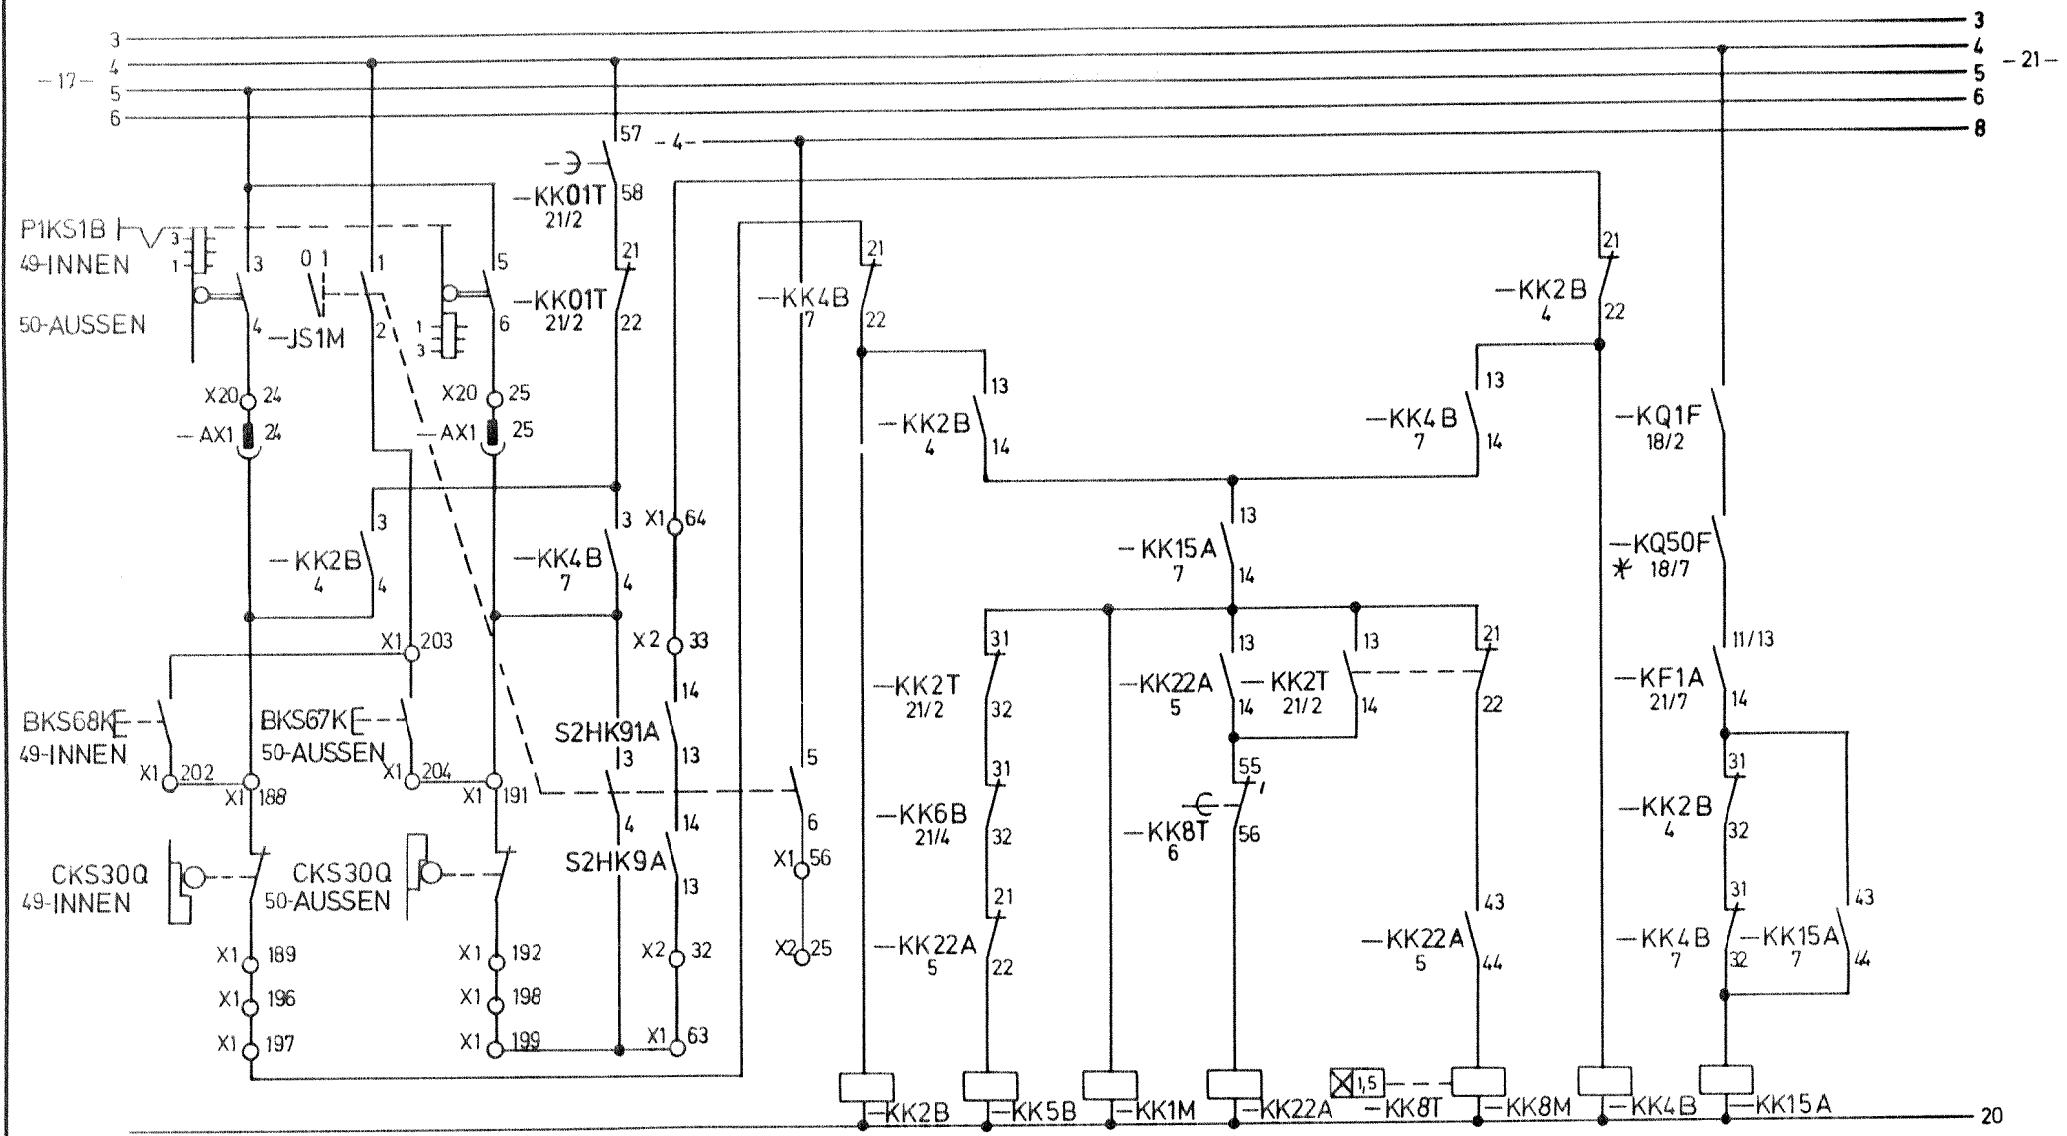 3
3
4
4
-17-
-21-
5
5
6
6
-4-
8
57
58
-KK01T
21/2
P1KS1B
49-INNEN
50-AUSSEN
3
1
3
4
0 1
-JS1M
1
2
5
6
1
3
21
-KK01T
21/2
22
21
-KK4B
7
22
21
-KK2B
4
22
X20 24
-AX1 24
X20 25
-AX1 25
13
-KK2B
4
14
13
-KK4B
7
14
-KQ1F
18/2
3
-KK2B
4
4
3
-KK4B
7
4
X1 64
13
-KK15A
7
14
-KQ50F
* 18/7
X1 203
X2 33
31
-KK2T
21/2
32
13
-KK22A
5
14
13
-KK2T
21/2
14
21
22
11/13
-KF1A
21/7
14
BKS68K E
49-INNEN
X1 202
X1 188
BKS67K E
50-AUSSEN
X1 204
X1 191
14
S2HK91A
13
3
4
5
6
31
-KK6B
21/4
32
55
-KK8T
6
56
31
-KK2B
4
32
CKS30Q
49-INNEN
CKS30Q
50-AUSSEN
14
S2HK9A
13
X1 56
X2 25
21
-KK22A
5
22
43
-KK22A
5
44
31
-KK4B
7
32
43
-KK15A
7
44
X1 189
X1 192
X2 32
X1 196
X1 198
X1 197
X1 199
X1 63
1,5
-KK2B
-KK5B
-KK1M
-KK22A
-KK8T
-KK8M
-KK4B
-KK15A
20